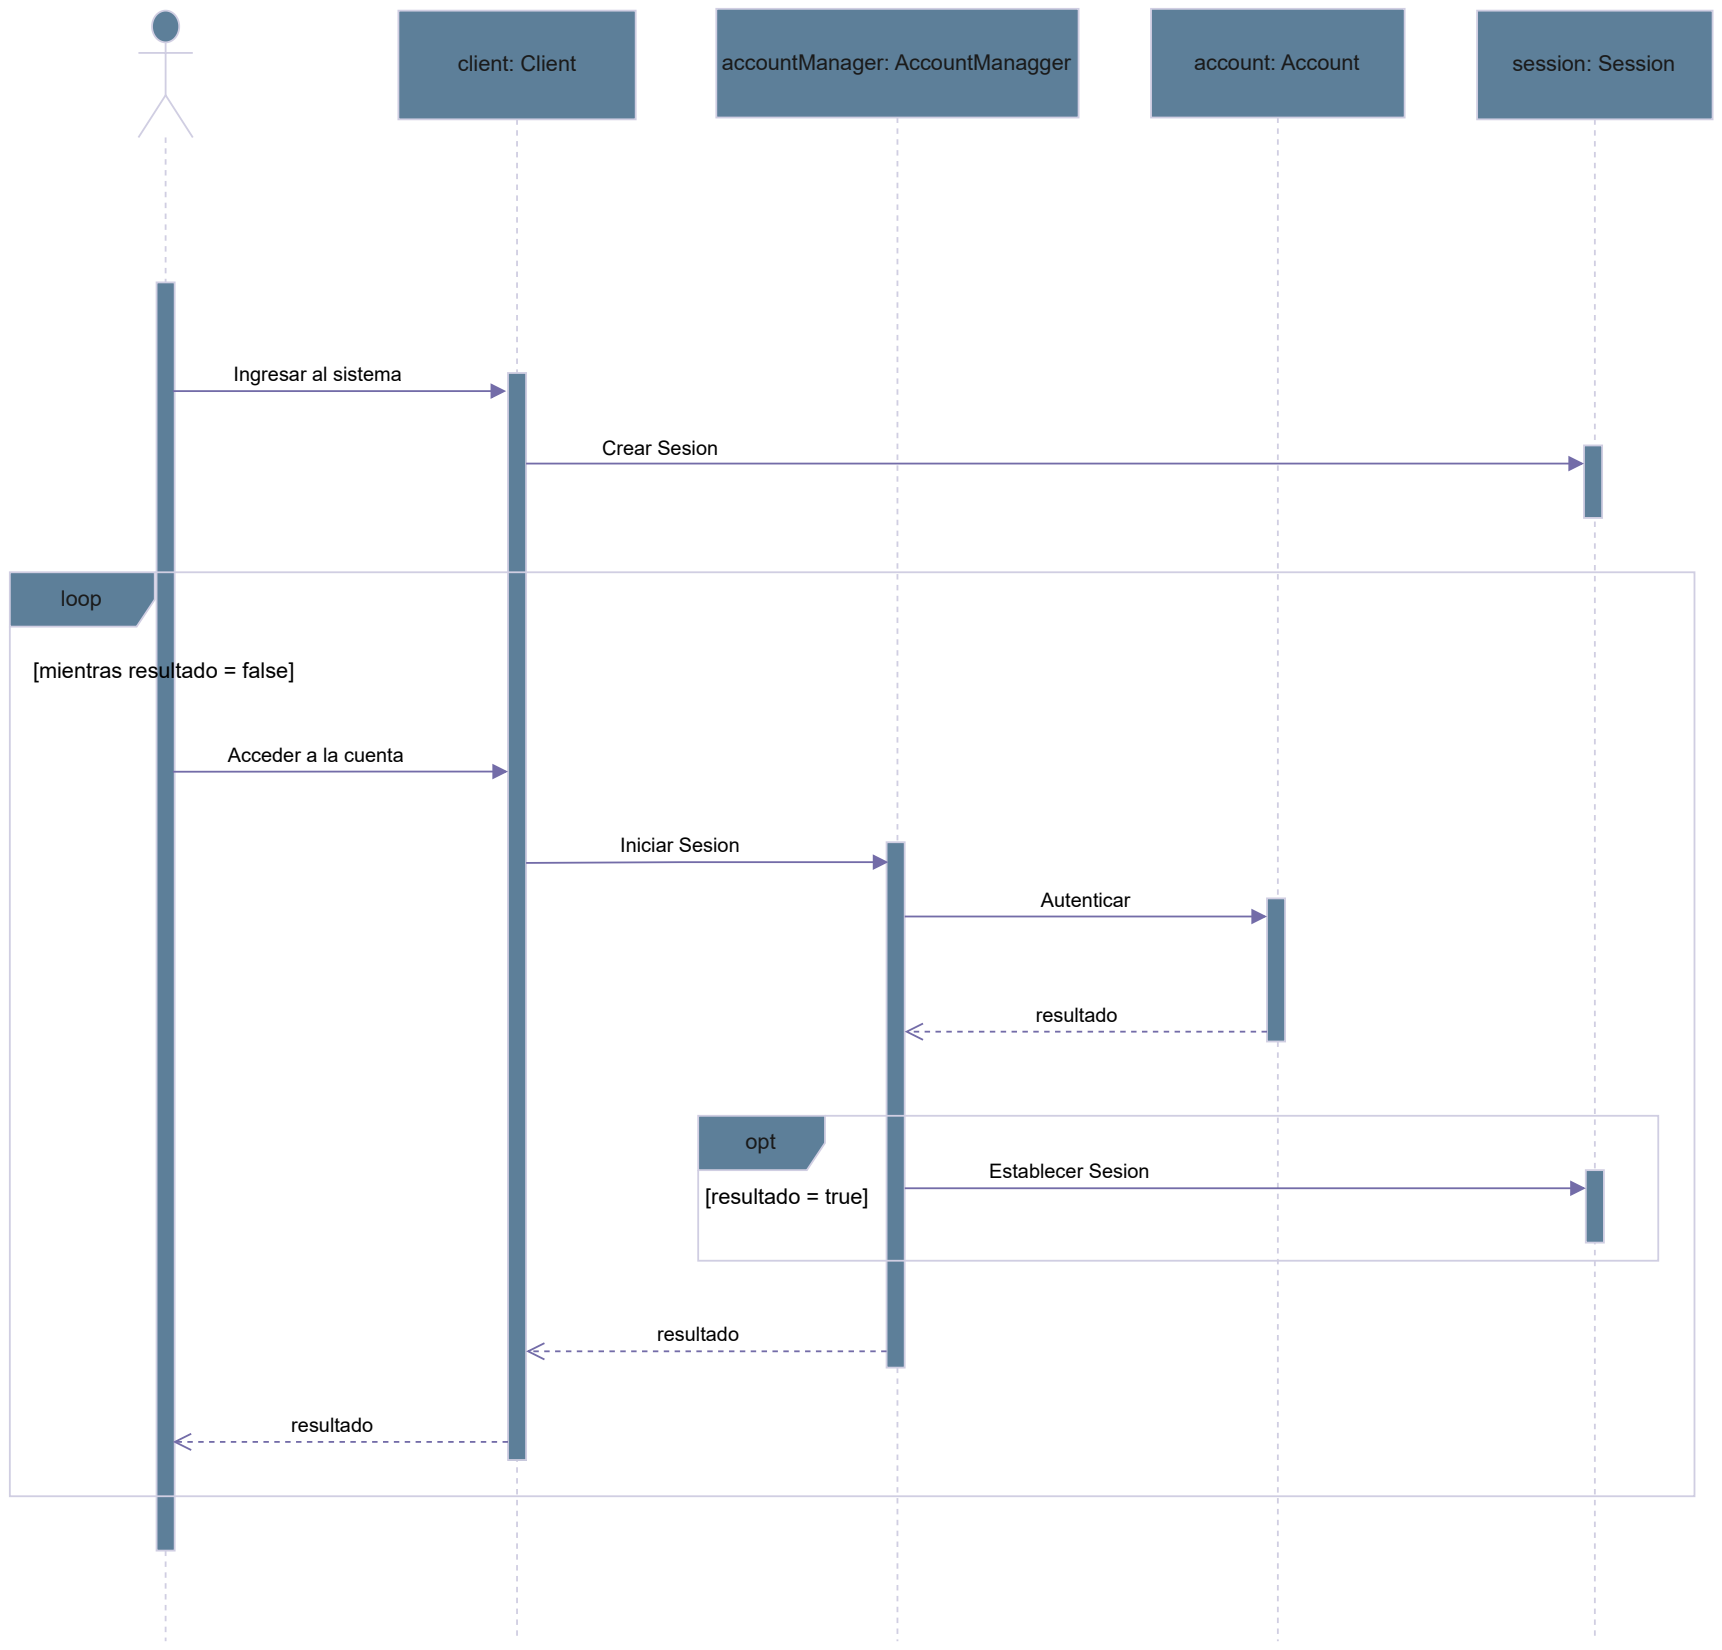 client: Client
accountManager: AccountManagger
account: Account
session: Session
Ingresar al sistema
Crear Sesion
loop
[mientras resultado = false]
Acceder a la cuenta
Iniciar Sesion
Autenticar
resultado
opt
Establecer Sesion
[resultado = true]
resultado
resultado